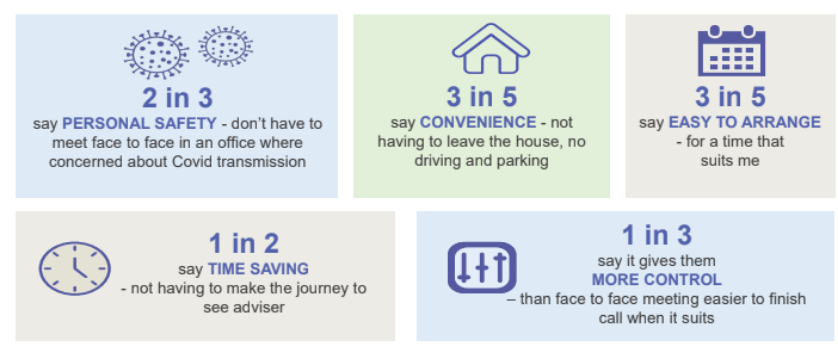 2 in 3
say PERSONAL SAFETY - don't have to
meet face to face in an office where
concerned about Covid transmission
3 in 5
say CONVENIENCE - not
having to leave the house, no
driving and parking
3 in 5
say EASY TO ARRANGE
- for a time that
suits me
1 in 2
say TIME SAVING
- not having to make the journey to
see adviser
1 in 3
say it gives them
MORE CONTROL
– than face to face meeting easier to finish
call when it suits